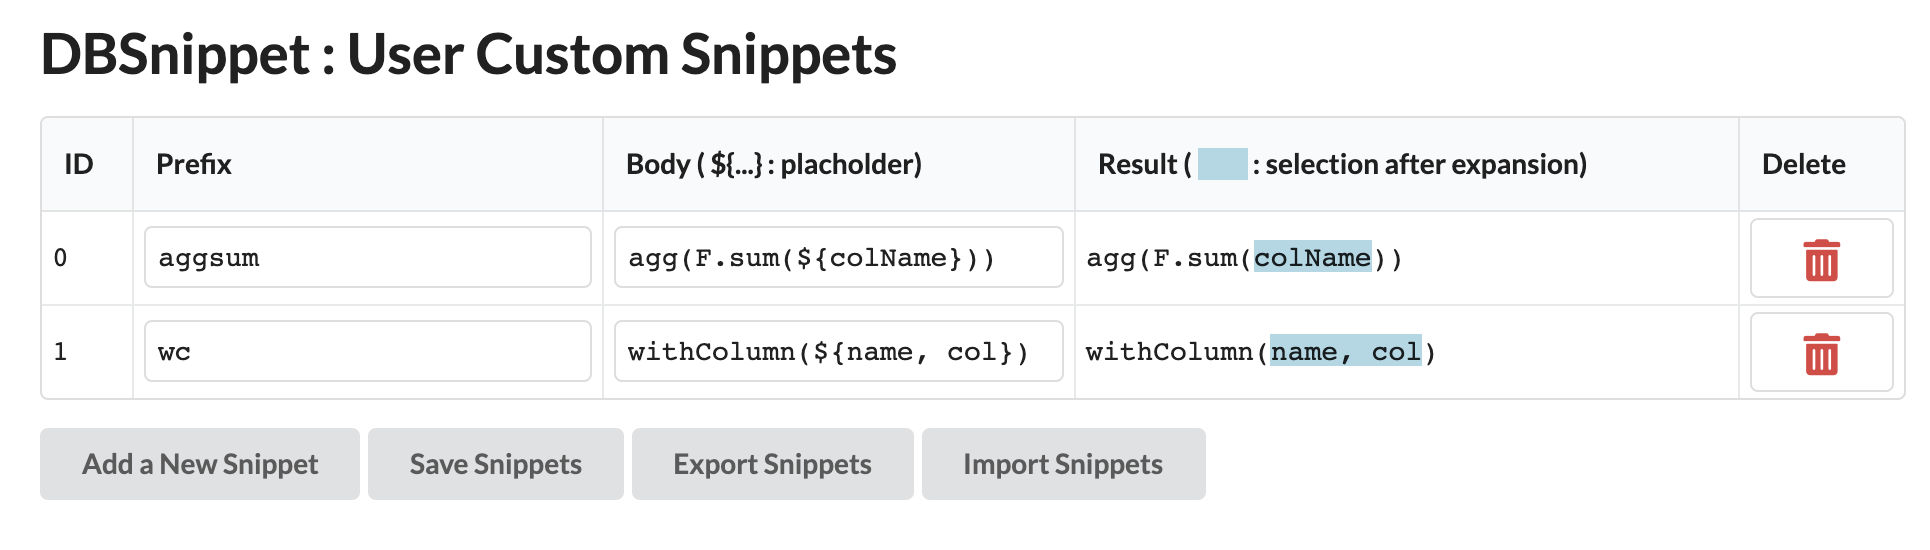 DBSnippet : User Custom Snippets
ID Prefix Body ( ${...} : placholder) Result ( : selection after expansion) Delete
0 aggsum agg(F.sum(${colName})) agg(F.sum(colName))
1 wc withColumn(${name, col}) withColumn(name, col)
Add a New Snippet Save Snippets Export Snippets Import Snippets